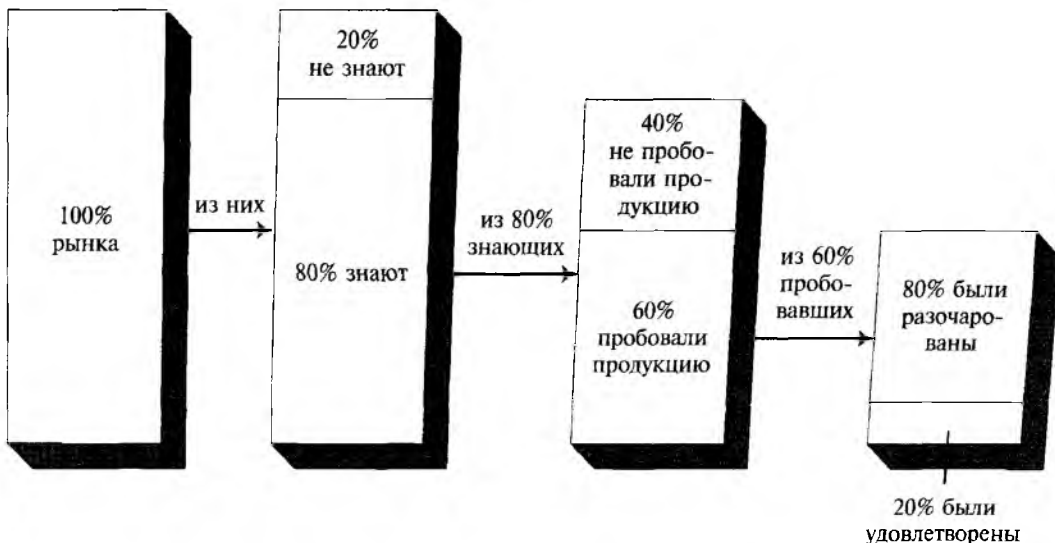 100%
рынка
из них
20%
не знают
80% знают
из 80%
знающих
40%
не пробо-
вали про-
дукцию
60%
пробовали
продукцию
из 60%
пробо-
вавших
80% были
разочаро-
ваны
20% были
удовлетворены